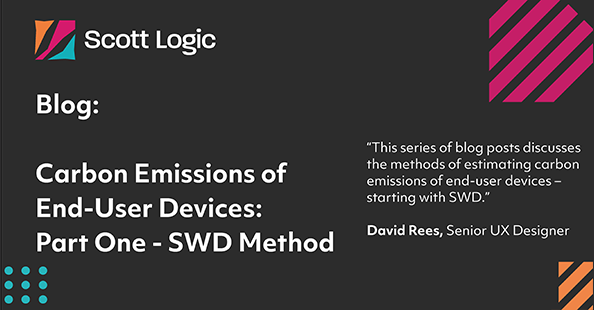 Scott Logic
Blog:
Carbon Emissions of
End-User Devices:
Part One - SWD Method
“This series of blog posts discusses
the methods of estimating carbon
emissions of end-user devices –
starting with SWD.”
David Rees, Senior UX Designer